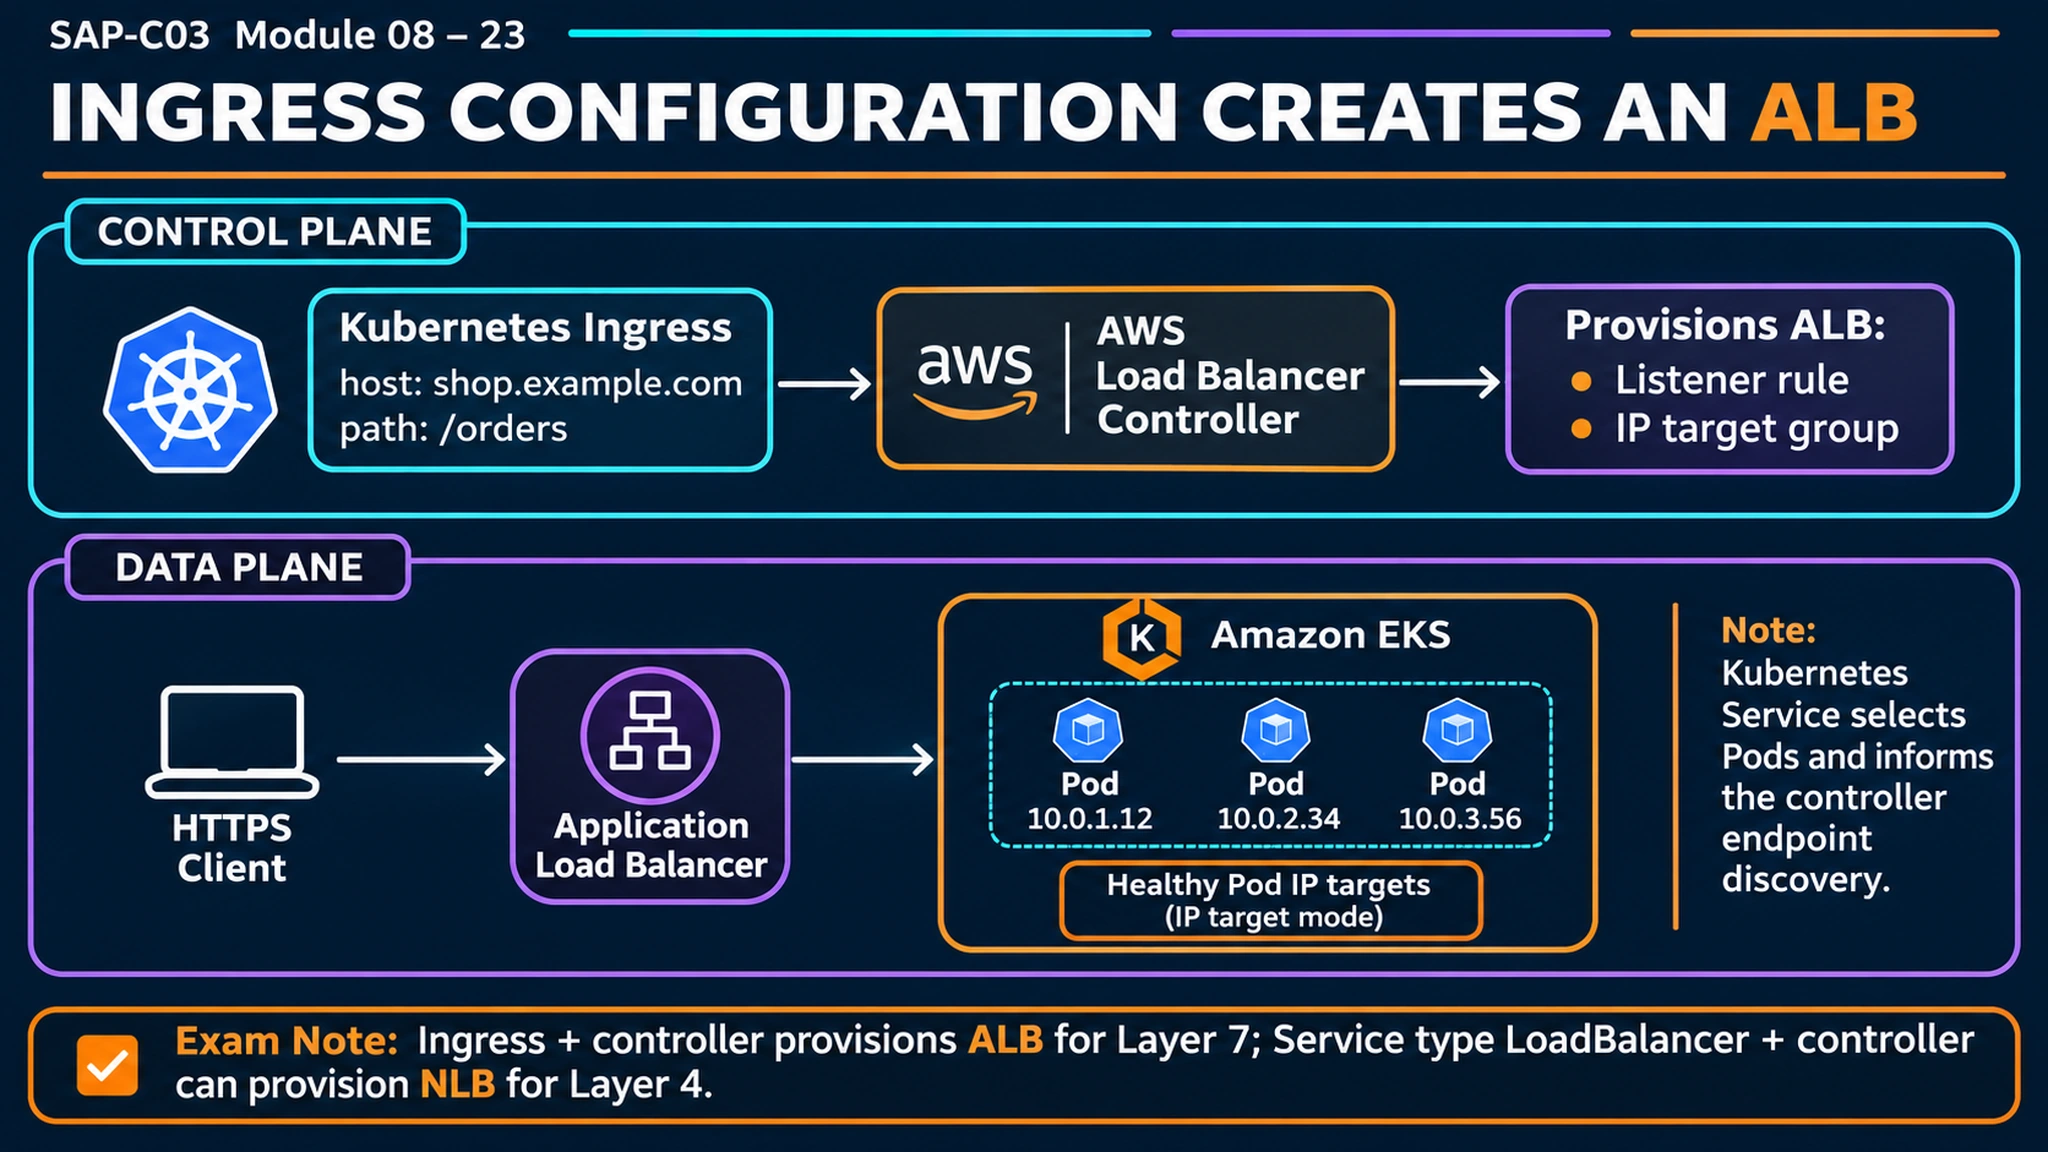 SAP-C03 Module 08 – 23
INGRESS CONFIGURATION CREATES AN ALB
CONTROL PLANE
Kubernetes Ingress
host: shop.example.com
path: /orders
aws
AWS
Load Balancer
Controller
Provisions ALB:
Listener rule
IP target group
DATA PLANE
HTTPS
Client
Application
Load Balancer
K
Amazon EKS
Pod
10.0.1.12
Pod
10.0.2.34
Pod
10.0.3.56
Healthy Pod IP targets
(IP target mode)
Note:
Kubernetes
Service selects
Pods and informs
the controller
endpoint
discovery.
Exam Note: Ingress + controller provisions ALB for Layer 7; Service type LoadBalancer + controller
can provision NLB for Layer 4.